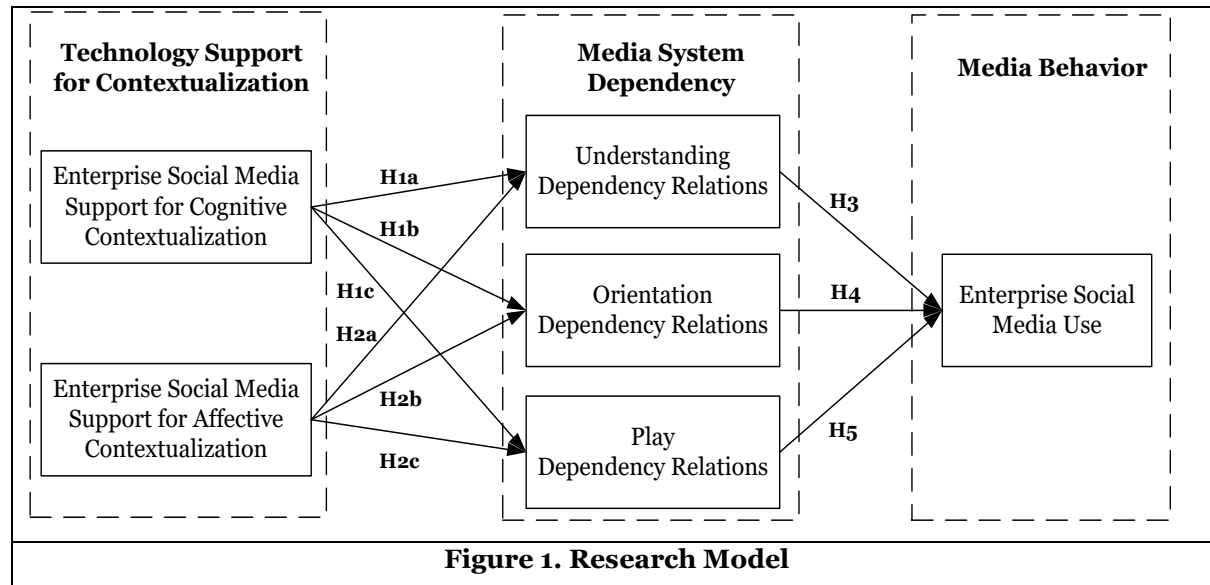 Technology Support
for Contextualization
Enterprise Social Media
Support for Cognitive
Contextualization
Enterprise Social Media
Support for Affective
Contextualization
H1a
H1b
H1c
H2a
H2b
H2c
Media System
Dependency
Understanding
Dependency Relations
Orientation
Dependency Relations
Play
Dependency Relations
H3
H4
H5
Media Behavior
Enterprise Social
Media Use
Figure 1. Research Model